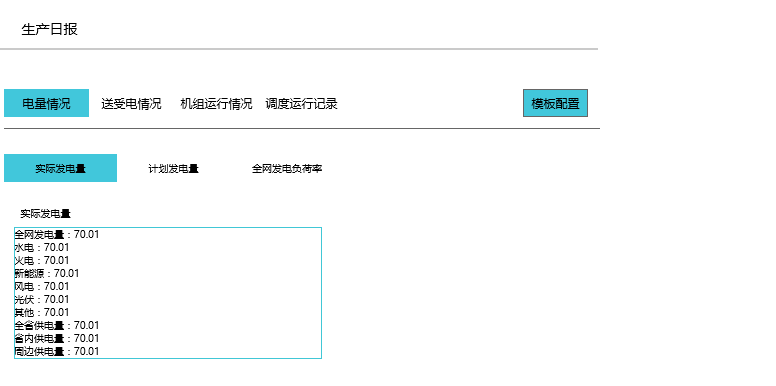 生产日报
电量情况 送受电情况 机组运行情况 调度运行记录 模板配置
实际发电量 计划发电量 全网发电负荷率
实际发电量
全网发电量：70.01
水电：70.01
火电：70.01
新能源：70.01
风电：70.01
光伏：70.01
其他：70.01
全省供电量：70.01
省内供电量：70.01
周边供电量：70.01